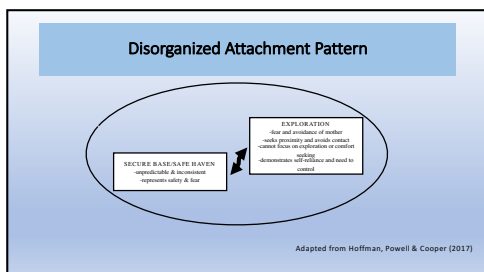 Disorganized Attachment Pattern
EXPLORATION
-fear and avoidance of mother
-seeks proximity and avoids contact
-cannot focus on exploration or comfort
seeking
-demonstrates self-reliance and need to
control
SECURE BASE/SAFE HAVEN
-unpredictable & inconsistent
-represents safety & fear
Adapted from Hoffman, Powell & Cooper (2017)